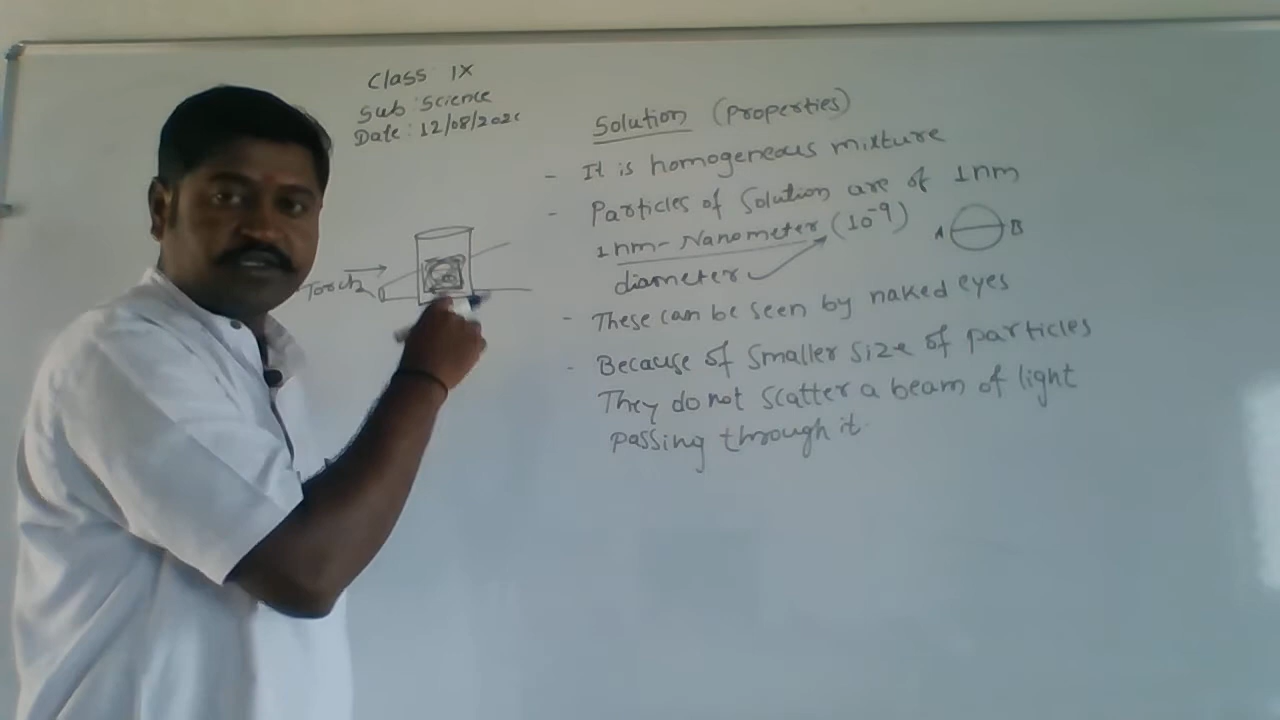 Class IX
Sub: Science
Date: 12/08/202
Torch
Solution (Properties)
- It is homogeneous mixture
- Particles of Solution are of 1nm
1nm - Nanometer (10⁻⁹)
A B
diameter
- These can be seen by naked eyes
- Because of smaller size of particles
They do not scatter a beam of light
passing through it.